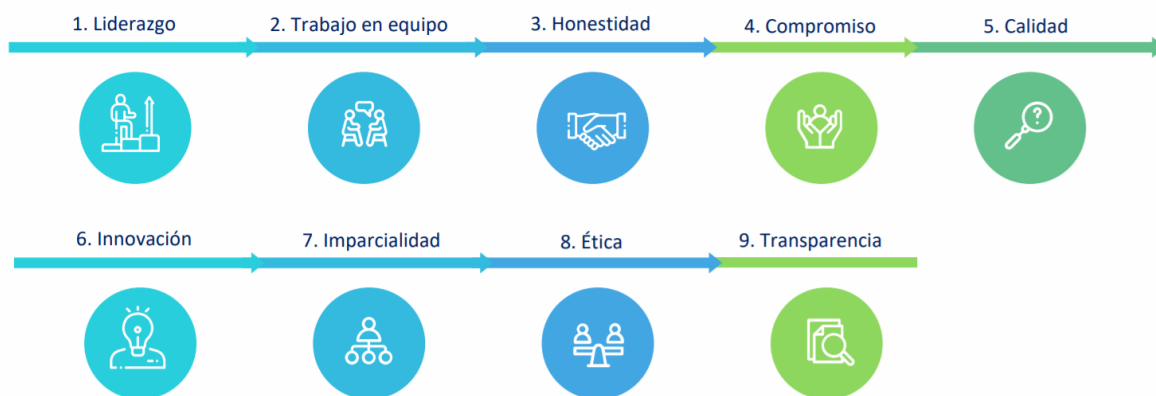 1. Liderazgo
2. Trabajo en equipo
3. Honestidad
4. Compromiso
5. Calidad
?
6. Innovación
7. Imparcialidad
8. Ética
9. Transparencia